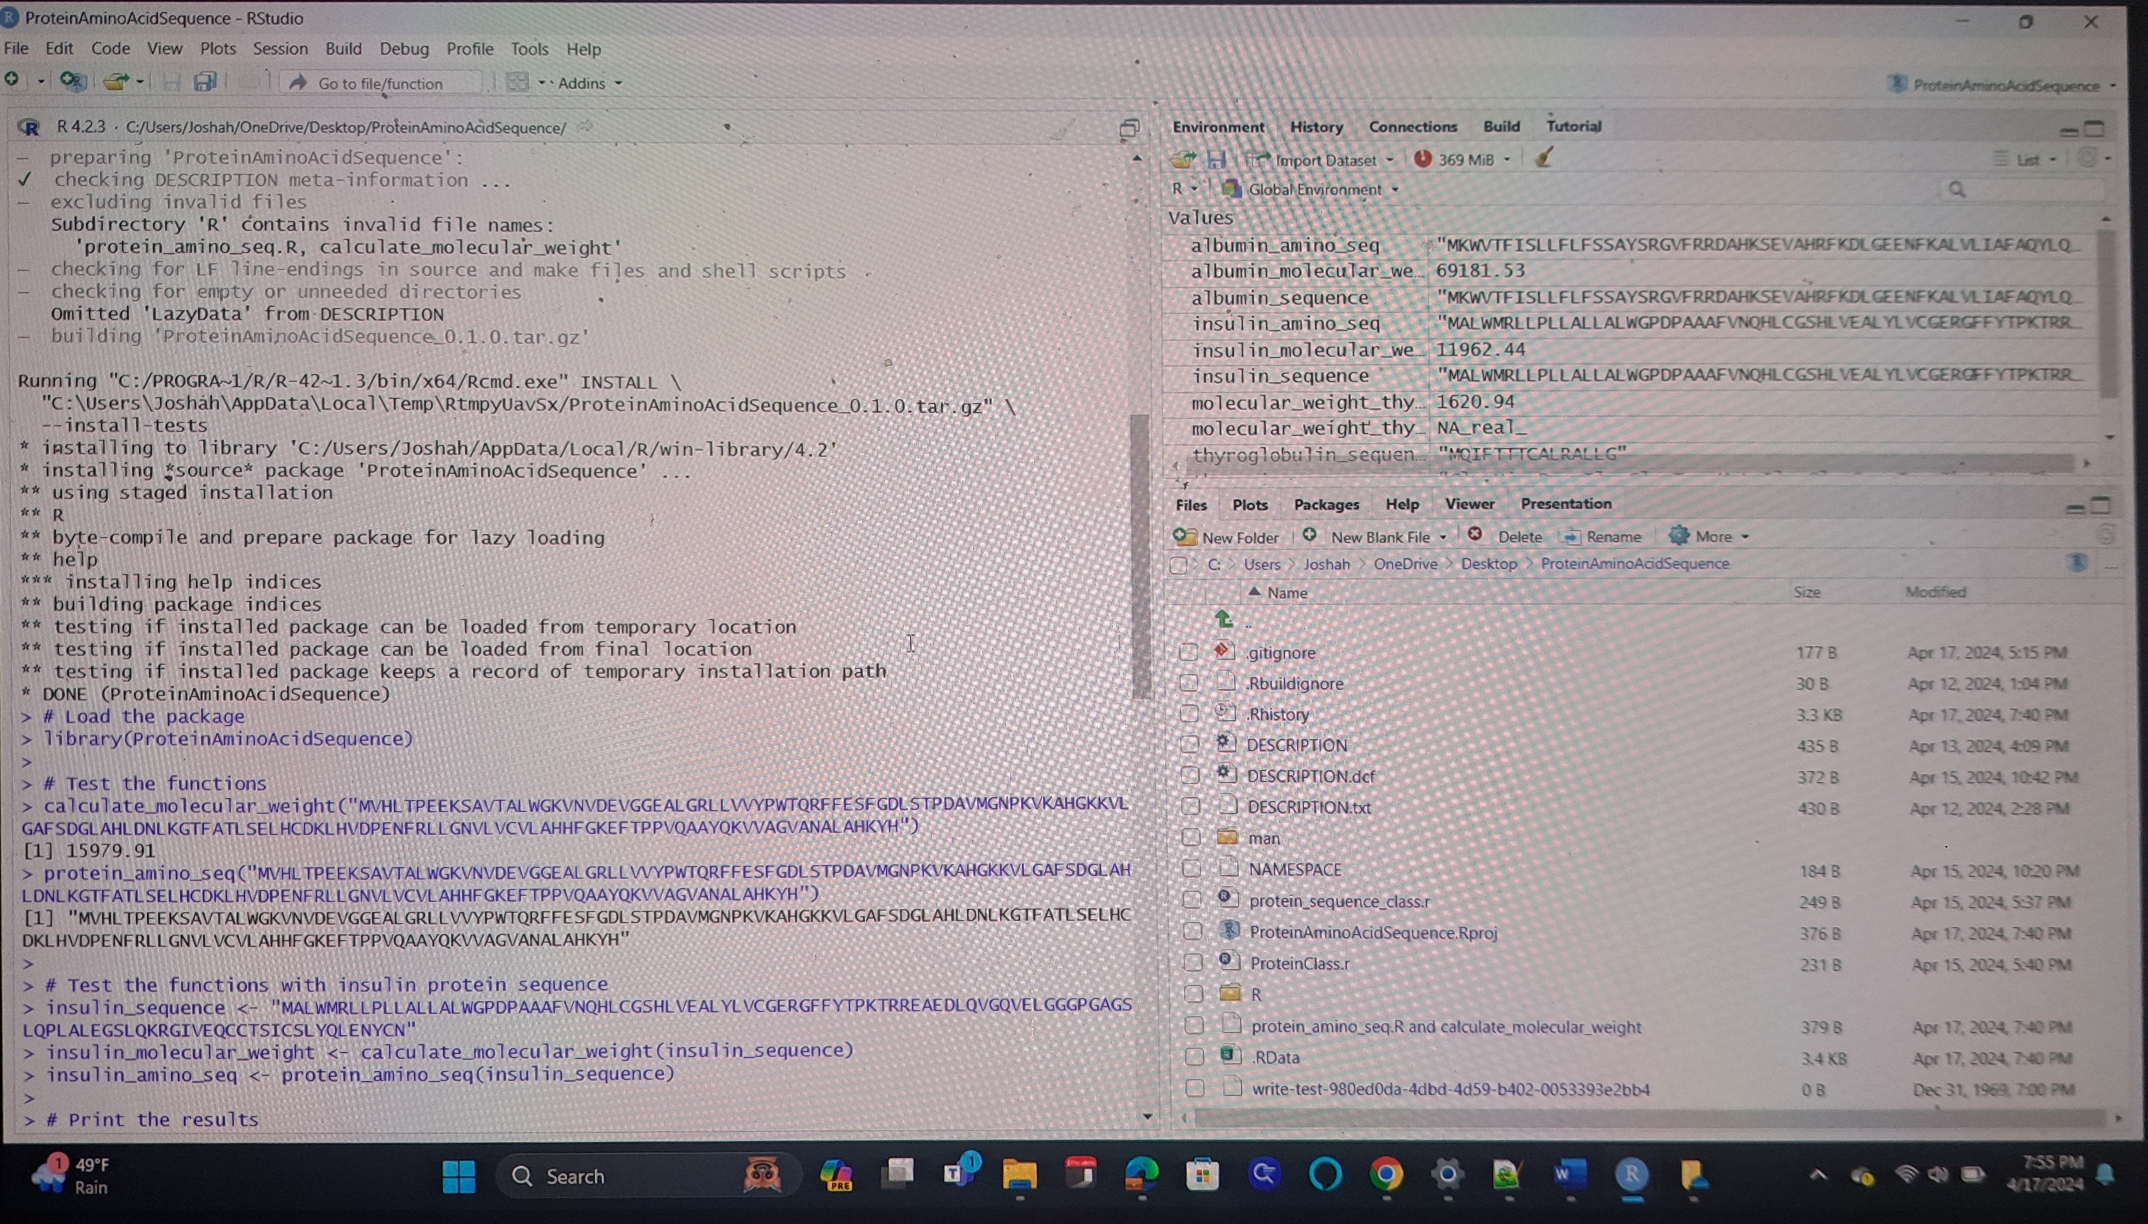 ProteinAminoAcidSequence - RStudio
File Edit Code View Plots Session Build Debug Profile Tools Help
Go to file/function Addins ProteinAminoAcidSequence
R 4.2.3 · C:/Users/Joshah/OneDrive/Desktop/ProteinAminoAcidSequence/
─ preparing 'ProteinAminoAcidSequence':
✓ checking DESCRIPTION meta-information ...
─ excluding invalid files
Subdirectory 'R' contains invalid file names:
'protein_amino_seq.R, calculate_molecular_weight'
─ checking for LF line-endings in source and make files and shell scripts
─ checking for empty or unneeded directories
Omitted 'LazyData' from DESCRIPTION
─ building 'ProteinAminoAcidSequence_0.1.0.tar.gz'
Running "C:/PROGRA~1/R/R-42~1.3/bin/x64/Rcmd.exe" INSTALL \
"C:\Users\Joshah\AppData\Local\Temp\RtmpyUavSx/ProteinAminoAcidSequence_0.1.0.tar.gz" \
--install-tests
* installing to library 'C:/Users/Joshah/AppData/Local/R/win-library/4.2'
* installing *source* package 'ProteinAminoAcidSequence' ...
** using staged installation
** R
** byte-compile and prepare package for lazy loading
** help
*** installing help indices
** building package indices
** testing if installed package can be loaded from temporary location
** testing if installed package can be loaded from final location
** testing if installed package keeps a record of temporary installation path
* DONE (ProteinAminoAcidSequence)
> # Load the package
> library(ProteinAminoAcidSequence)
>
> # Test the functions
> calculate_molecular_weight("MVHLTPEEKSAVTALWGKVNVDEVGGEALGRLLVVYPWTQRFFESFGDLSTPDAVMGNPKVKAHGKKVL
GAFSDGLAHLDNLKGTFATLSELHCDKLHVDPENFRLLGNVLVCVLAHHFGKEFTPPVQAAYQKVVAGVANALAHKYH")
[1] 15979.91
> protein_amino_seq("MVHLTPEEKSAVTALWGKVNVDEVGGEALGRLLVVYPWTQRFFESFGDLSTPDAVMGNPKVKAHGKKVLGAFSDGLAH
LDNLKGTFATLSELHCDKLHVDPENFRLLGNVLVCVLAHHFGKEFTPPVQAAYQKVVAGVANALAHKYH")
[1] "MVHLTPEEKSAVTALWGKVNVDEVGGEALGRLLVVYPWTQRFFESFGDLSTPDAVMGNPKVKAHGKKVLGAFSDGLAHLDNLKGTFATLSELHC
DKLHVDPENFRLLGNVLVCVLAHHFGKEFTPPVQAAYQKVVAGVANALAHKYH"
>
> # Test the functions with insulin protein sequence
> insulin_sequence <- "MALWMRLLPLLALLALWGPDPAAAFVNQHLCGSHLVEALYLVCGERGFFYTPKTRREAEDLQVGQVELGGGPGAGS
LQPLALEGSLQKRGIVEQCCTSICSLYQLENYCN"
> insulin_molecular_weight <- calculate_molecular_weight(insulin_sequence)
> insulin_amino_seq <- protein_amino_seq(insulin_sequence)
>
> # Print the results
Environment History Connections Build Tutorial
Import Dataset 369 MiB List
R Global Environment
Values
albumin_amino_seq "MKWVTFISLLFLFSSAYSRGVFRRDAHKSEVAHRFKDLGEENFKALVLIAFAQYLQ…
albumin_molecular_we… 69181.53
albumin_sequence "MKWVTFISLLFLFSSAYSRGVFRRDAHKSEVAHRFKDLGEENFKALVLIAFAQYLQ…
insulin_amino_seq "MALWMRLLPLLALLALWGPDPAAAFVNQHLCGSHLVEALYLVCGERGFFYTPKTRR…
insulin_molecular_we… 11962.44
insulin_sequence "MALWMRLLPLLALLALWGPDPAAAFVNQHLCGSHLVEALYLVCGERGFFYTPKTRR…
molecular_weight_thy… 1620.94
molecular_weight_thy… NA_real_
thyroglobulin_sequen… "MQIFTTTCALRALLG"
Files Plots Packages Help Viewer Presentation
New Folder New Blank File Delete Rename More
C: Users Joshah OneDrive Desktop ProteinAminoAcidSequence ...
Name Size Modified
..
.gitignore 177 B Apr 17, 2024, 5:15 PM
.Rbuildignore 30 B Apr 12, 2024, 1:04 PM
.Rhistory 3.3 KB Apr 17, 2024, 7:40 PM
DESCRIPTION 435 B Apr 13, 2024, 4:09 PM
DESCRIPTION.dcf 372 B Apr 15, 2024, 10:42 PM
DESCRIPTION.txt 430 B Apr 12, 2024, 2:28 PM
man
NAMESPACE 184 B Apr 15, 2024, 10:20 PM
protein_sequence_class.r 249 B Apr 15, 2024, 5:37 PM
ProteinAminoAcidSequence.Rproj 376 B Apr 17, 2024, 7:40 PM
ProteinClass.r 231 B Apr 15, 2024, 5:40 PM
R
protein_amino_seq.R and calculate_molecular_weight 379 B Apr 17, 2024, 7:40 PM
.RData 3.4 KB Apr 17, 2024, 7:40 PM
write-test-980ed0da-4dbd-4d59-b402-0053393e2bb4 0 B Dec 31, 1969, 7:00 PM
1 49°F
Rain
Search
PRE
1
7:55 PM
4/17/2024